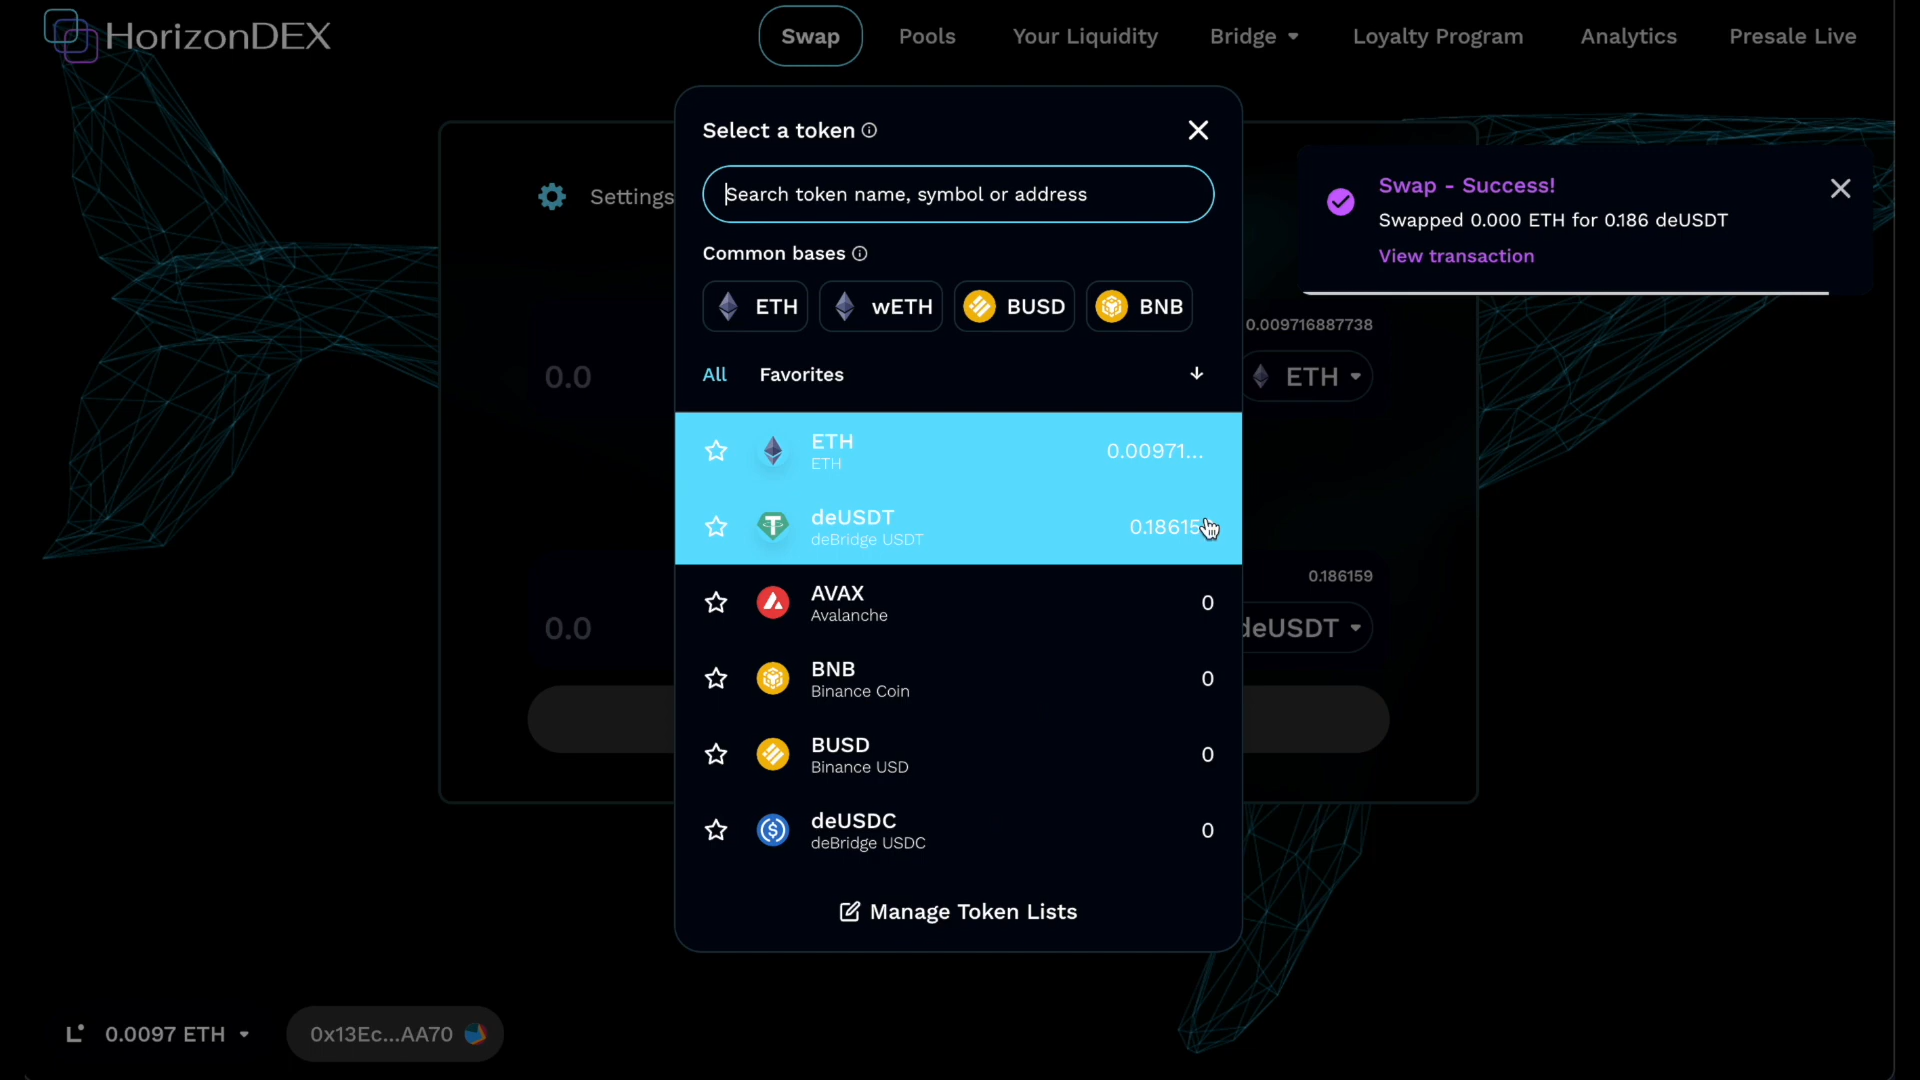 HorizonDEX
Swap
Pools
Your Liquidity
Bridge
Loyalty Program
Analytics
Presale Live
Select a token
Search token name, symbol or address
Common bases
ETH
wETH
BUSD
BNB
All
Favorites
ETH
ETH
0.00971...
deUSDT
deBridge USDT
0.18615
AVAX
Avalanche
0
BNB
Binance Coin
0
BUSD
Binance USD
0
deUSDC
deBridge USDC
0
Manage Token Lists
Settings
0.0
0.009716887738
ETH
0.0
0.186159
deUSDT
Swap - Success!
Swapped 0.000 ETH for 0.186 deUSDT
View transaction
0.0097 ETH
0x13Ec...AA70